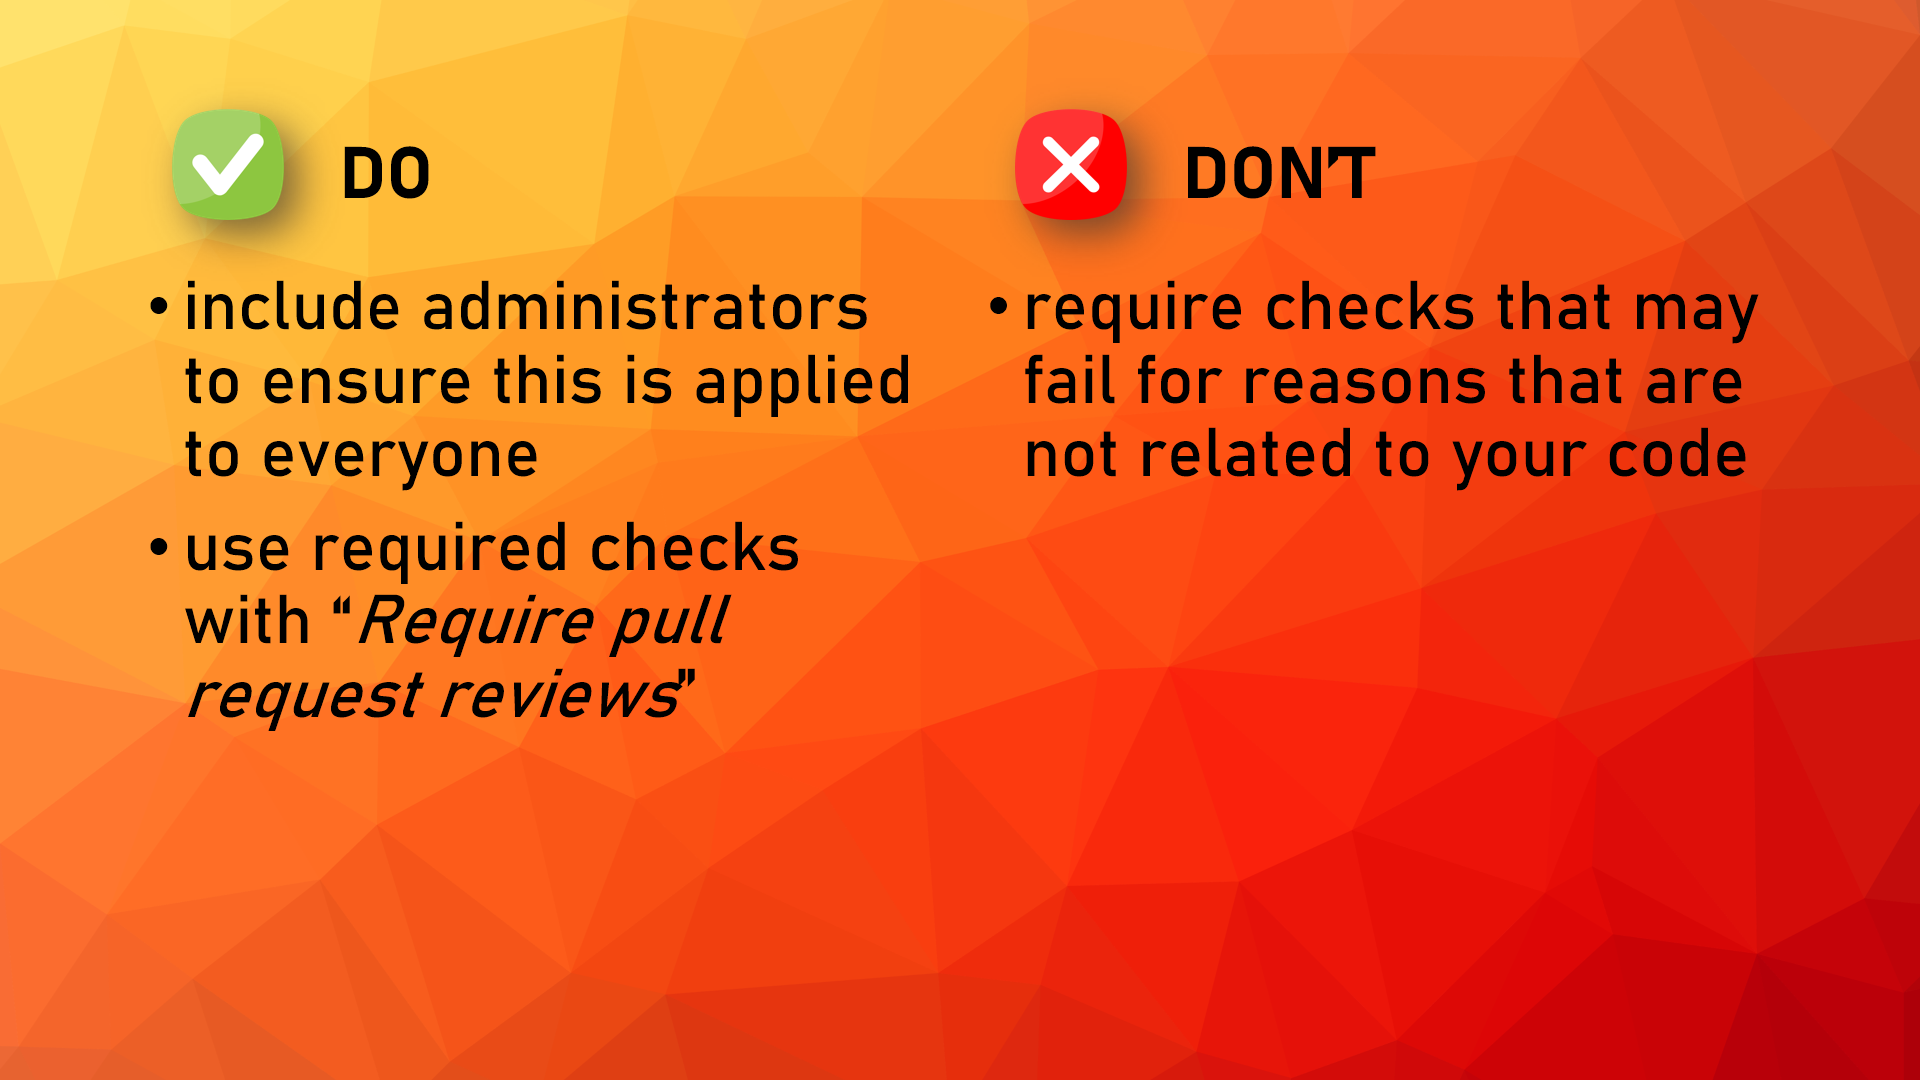 DO
• include administrators
to ensure this is applied
to everyone
• use required checks
with “Require pull
request reviews”
DON’T
• require checks that may
fail for reasons that are
not related to your code